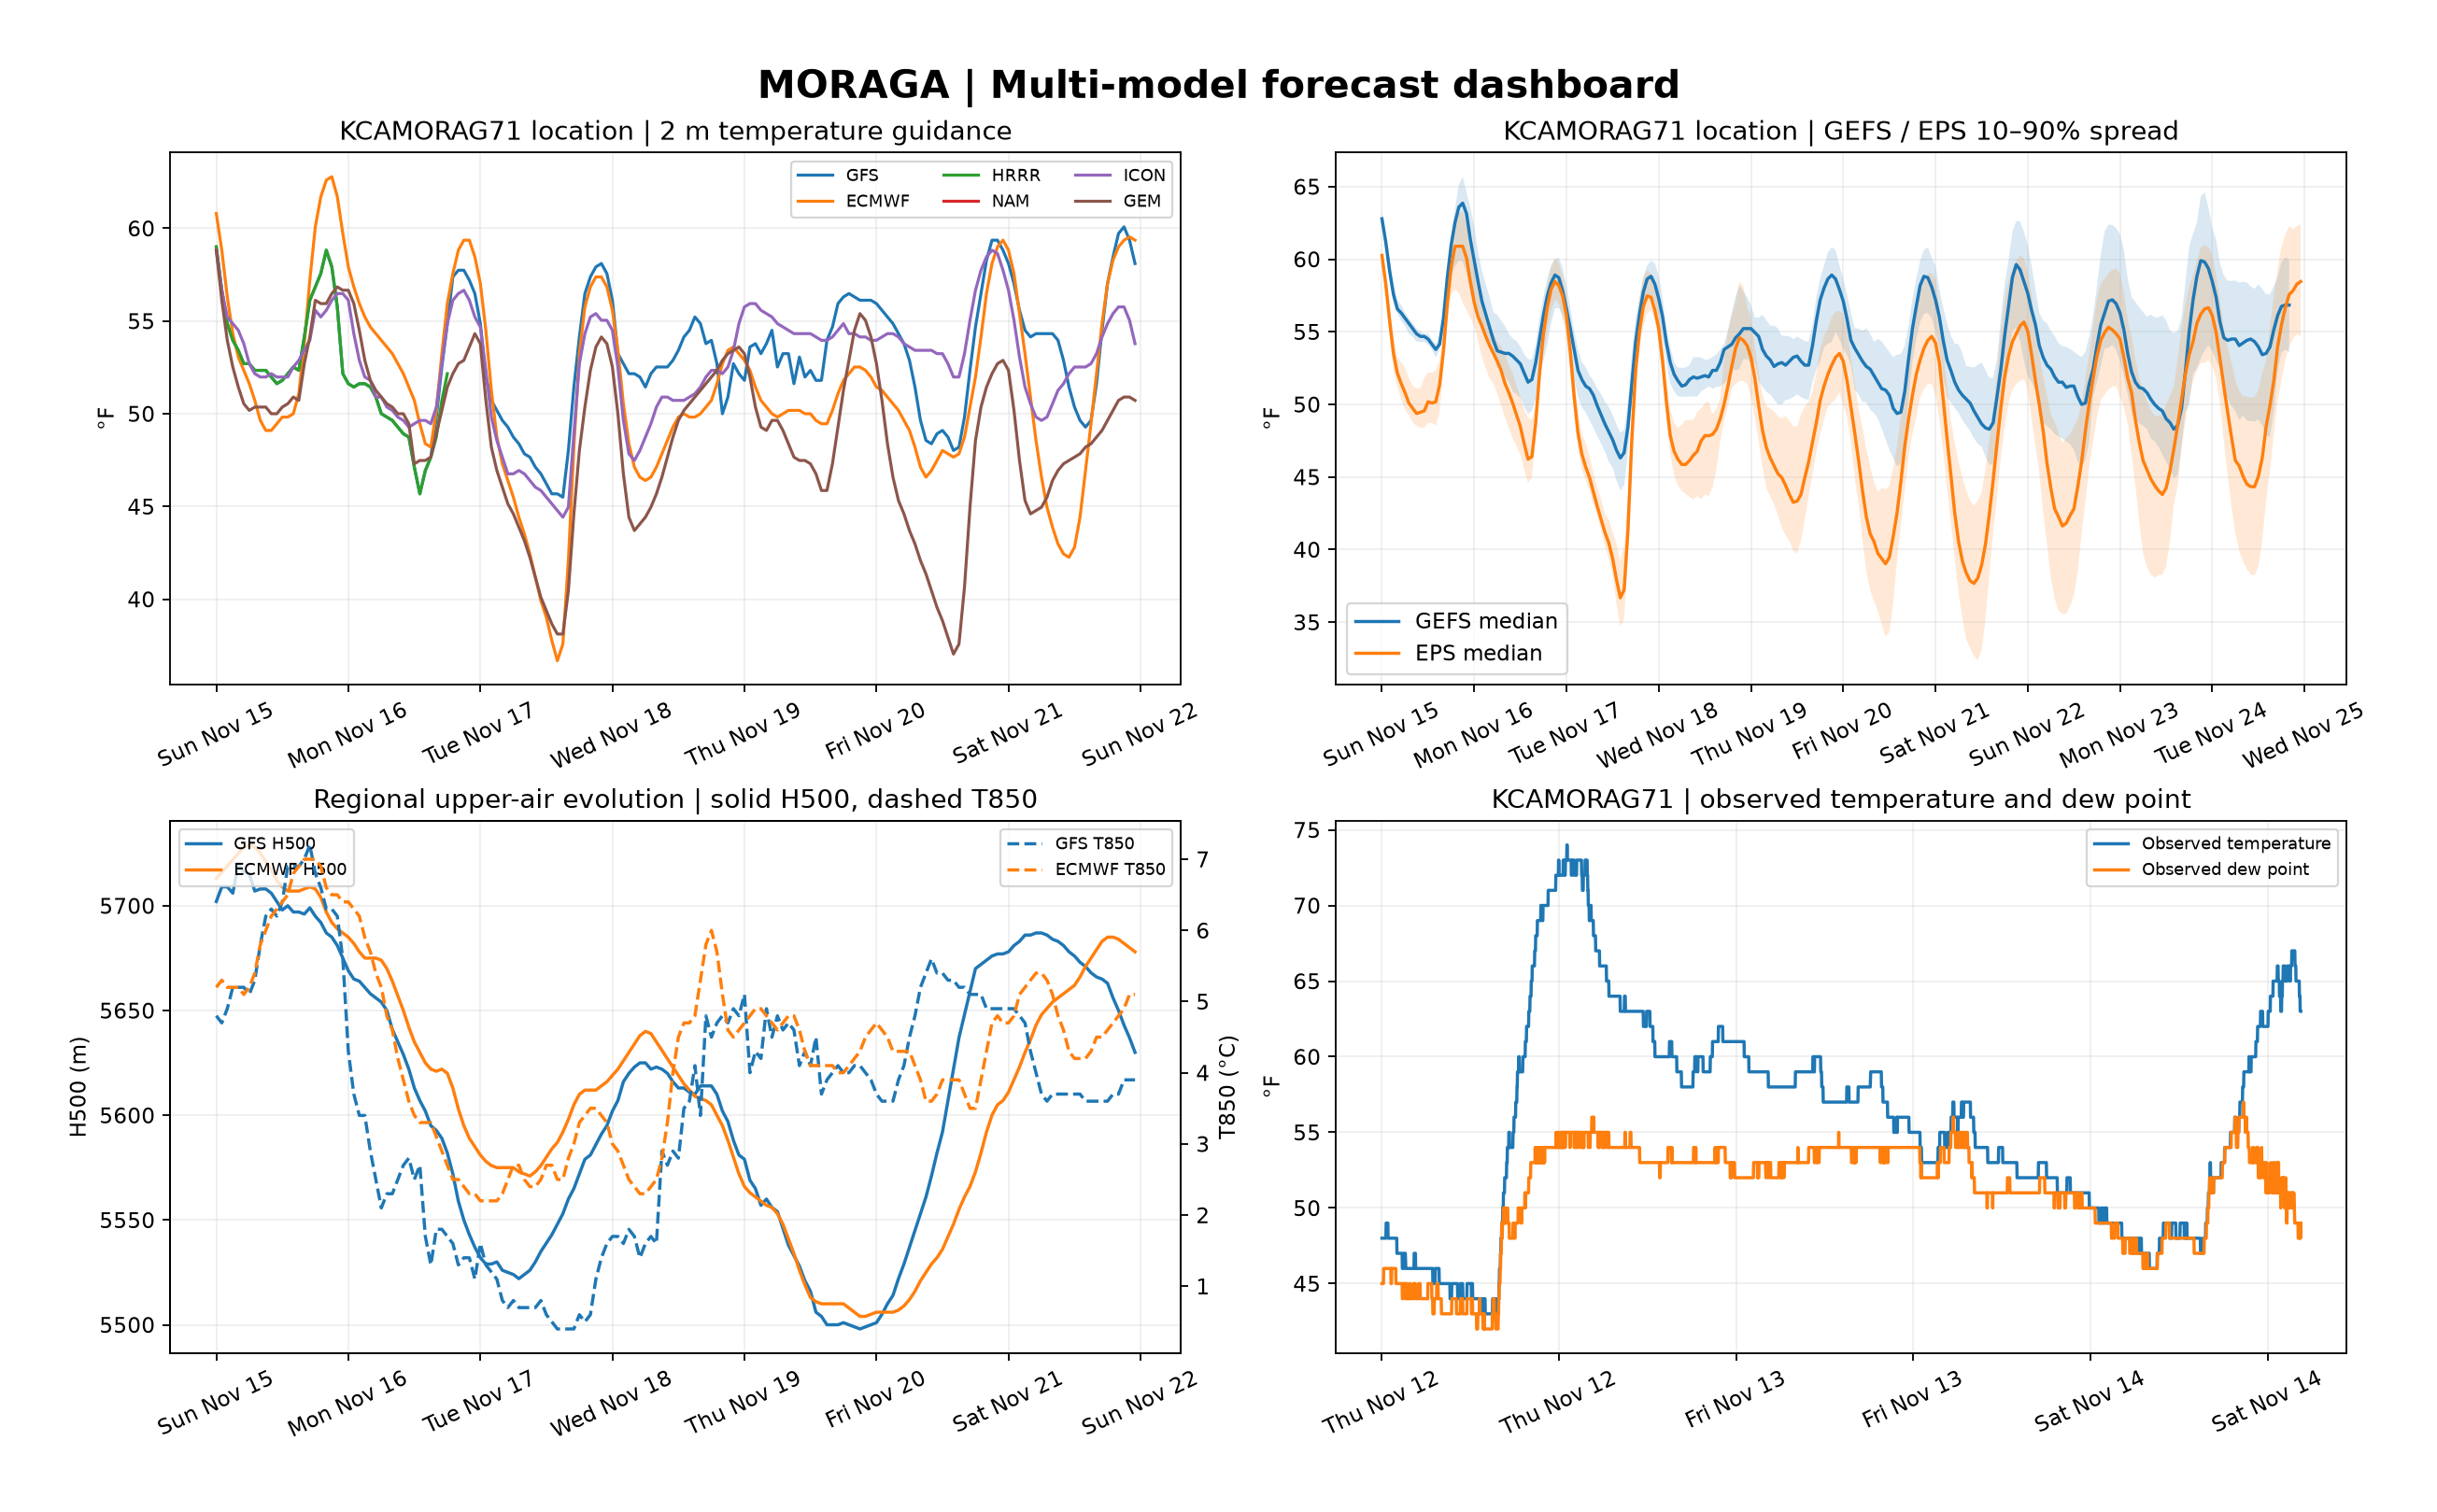 MORAGA | Multi-model forecast dashboard
KCAMORAG71 location | 2 m temperature guidance
GFS
ECMWF
HRRR
NAM
ICON
GEM
°F
60
55
50
45
40
Sun Nov 15
Mon Nov 16
Tue Nov 17
Wed Nov 18
Thu Nov 19
Fri Nov 20
Sat Nov 21
Sun Nov 22
KCAMORAG71 location | GEFS / EPS 10–90% spread
°F
65
60
55
50
45
40
35
GEFS median
EPS median
Sun Nov 15
Mon Nov 16
Tue Nov 17
Wed Nov 18
Thu Nov 19
Fri Nov 20
Sat Nov 21
Sun Nov 22
Mon Nov 23
Tue Nov 24
Wed Nov 25
Regional upper-air evolution | solid H500, dashed T850
GFS H500
ECMWF H500
GFS T850
ECMWF T850
H500 (m)
5700
5650
5600
5550
5500
T850 (°C)
7
6
5
4
3
2
1
Sun Nov 15
Mon Nov 16
Tue Nov 17
Wed Nov 18
Thu Nov 19
Fri Nov 20
Sat Nov 21
Sun Nov 22
KCAMORAG71 | observed temperature and dew point
Observed temperature
Observed dew point
°F
75
70
65
60
55
50
45
Thu Nov 12
Thu Nov 12
Fri Nov 13
Fri Nov 13
Sat Nov 14
Sat Nov 14